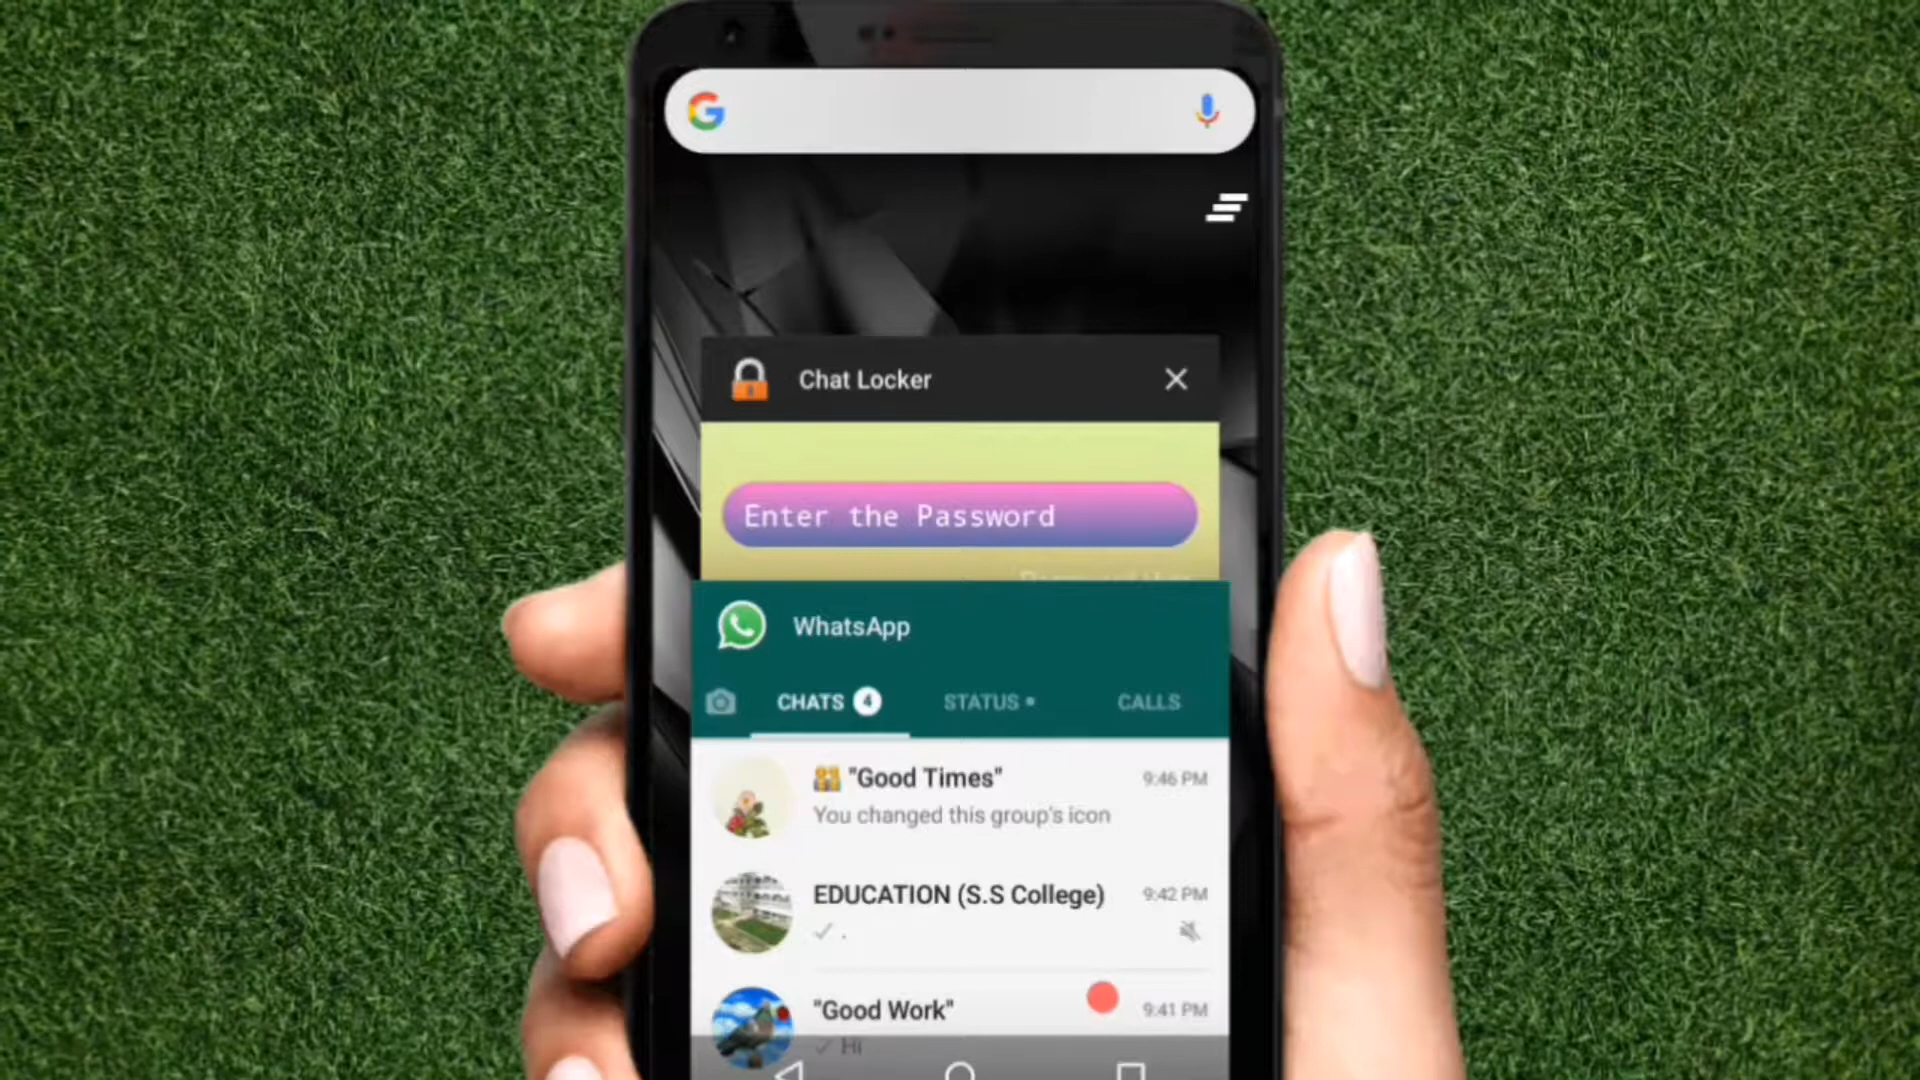 Chat Locker
Enter the Password
WhatsApp
CHATS 4
STATUS •
CALLS
"Good Times"
9:46 PM
You changed this group's icon
EDUCATION (S.S College)
9:42 PM
.
"Good Work"
9:41 PM
Hi